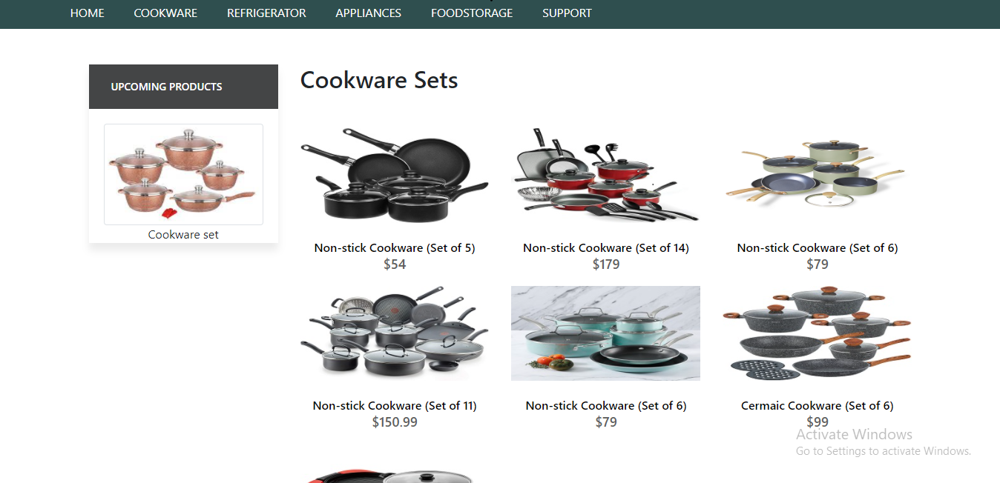 HOME COOKWARE REFRIGERATOR APPLIANCES FOODSTORAGE SUPPORT
UPCOMING PRODUCTS
Cookware set
Cookware Sets
Non-stick Cookware (Set of 5) Non-stick Cookware (Set of 14) Non-stick Cookware (Set of 6)
$54 $179 $79
Non-stick Cookware (Set of 11) Non-stick Cookware (Set of 6) Cermaic Cookware (Set of 6)
$150.99 $79 $99
Activate Windows
Go to Settings to activate Windows.